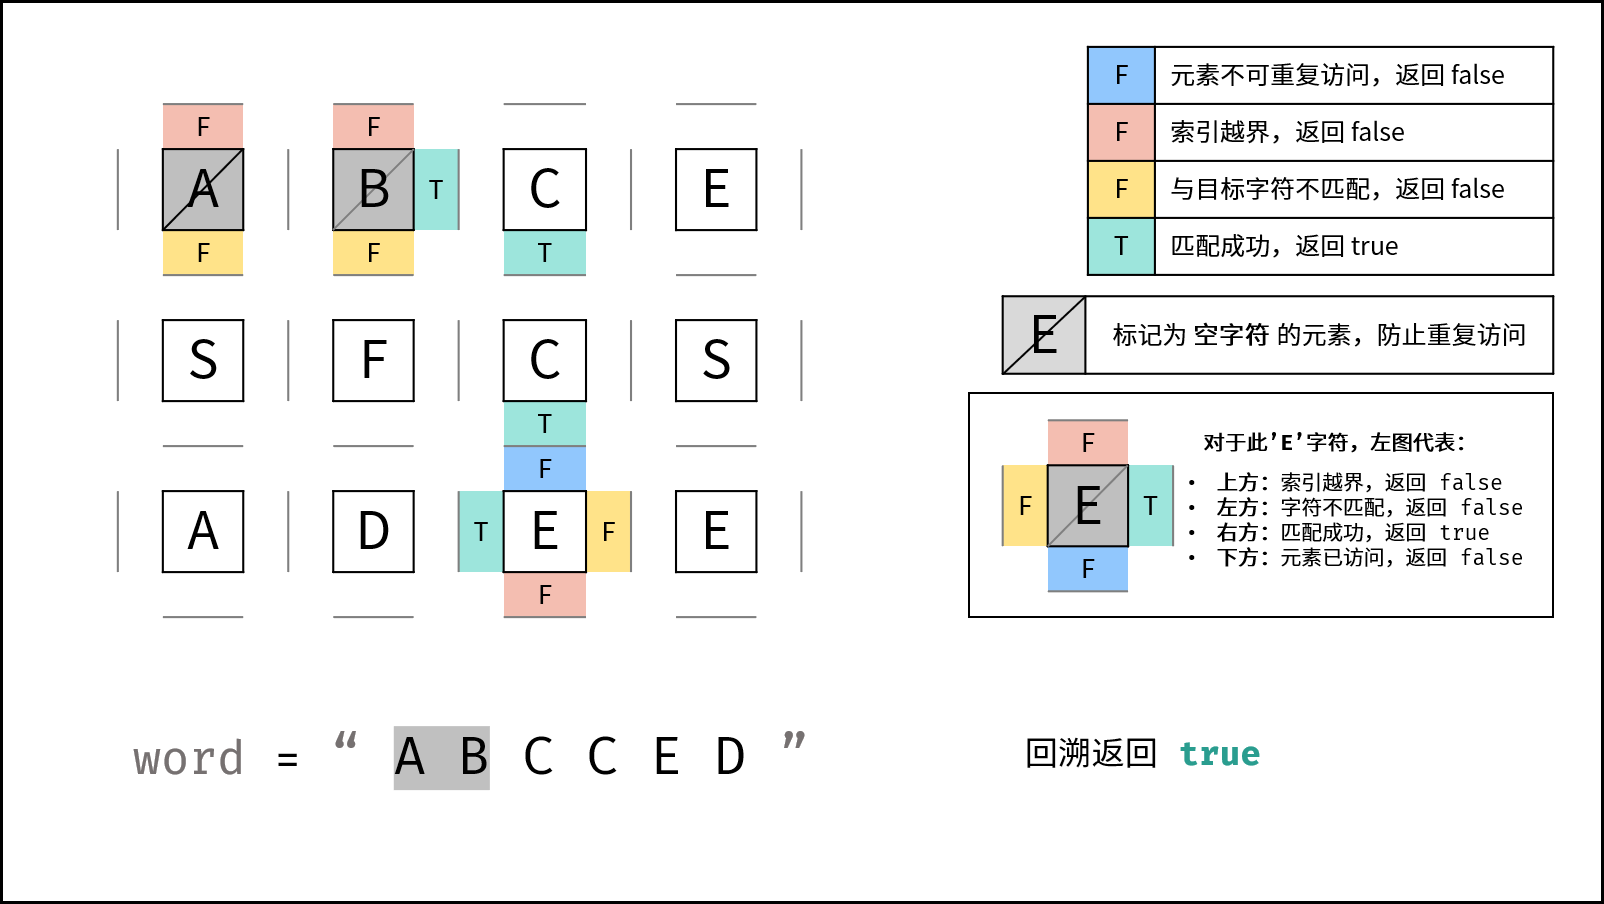 F F
A B T C E
F F T
S F C S
T
F
A D T E F E
F
word = “ A B C C E D ”
F 元素不可重复访问，返回 false
F 索引越界，返回 false
F 与目标字符不匹配，返回 false
T 匹配成功，返回 true
E 标记为 空字符 的元素，防止重复访问
F
F E T
F
对于此'E'字符，左图代表：
• 上方：索引越界，返回 false
• 左方：字符不匹配，返回 false
• 右方：匹配成功，返回 true
• 下方：元素已访问，返回 false
回溯返回 true